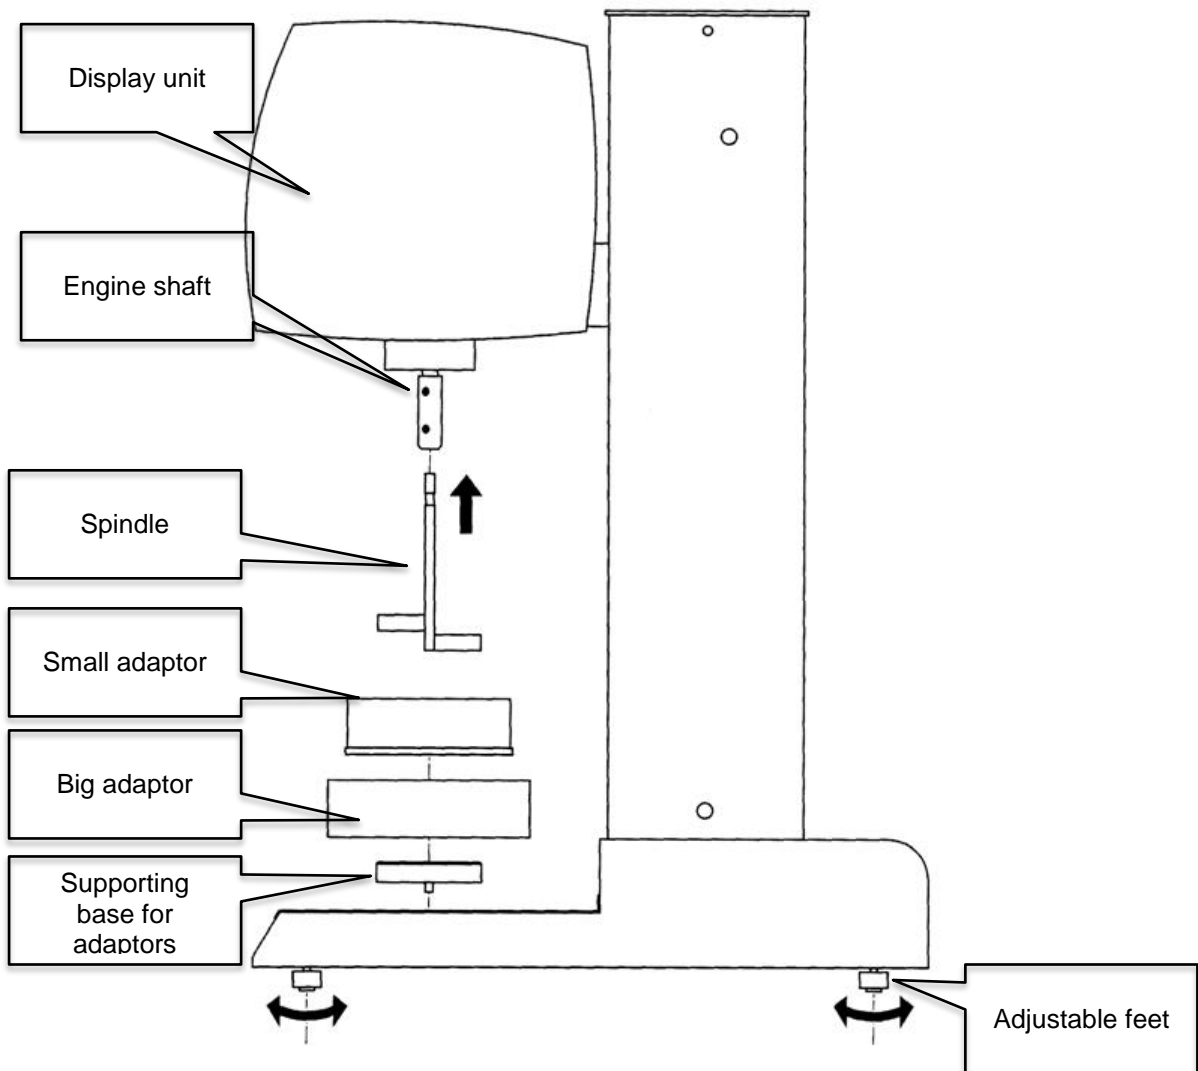 Display unit
Engine shaft
Spindle
Small adaptor
Big adaptor
Supporting
base for
adaptors
Adjustable feet